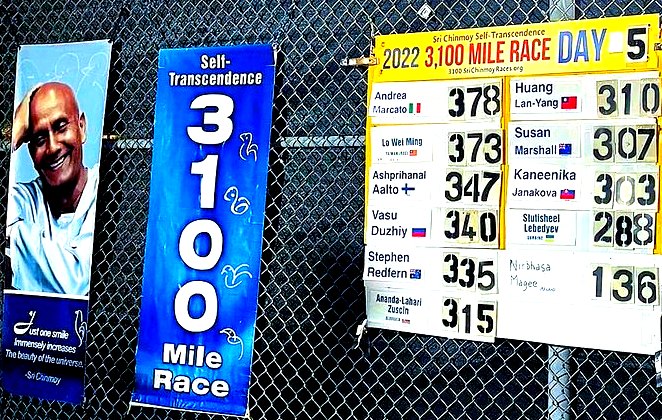 Just one smile
Immensely increases
The beauty of the universe.
-Sri Chinmoy
Self-
Transcendence
3
1
0
0
Mile
Race
Sri Chinmoy Self-Transcendence
2022 3,100 MILE RACE DAY 5
3100.SriChinmoyRaces.org
Andrea
Marcato 378
Lo Wei Ming 373
Ashprihanal
Aalto 347
Vasu
Duzhiy 340
Stephen
Redfern 335
Ananda-Lahari
Zuscin 315
Huang
Lan-Yang 310
Susan
Marshall 307
Kaneenika
Janakova 303
Stutisheel
Lebedyev 288
UKRAINE
Nirbhasa
Magee 136